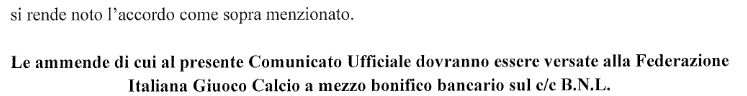 si rende noto l’accordo come sopra menzionato.
Le ammende di cui al presente Comunicato Ufficiale dovranno essere versate alla Federazione
Italiana Giuoco Calcio a mezzo bonifico bancario sul c/c B.N.L.